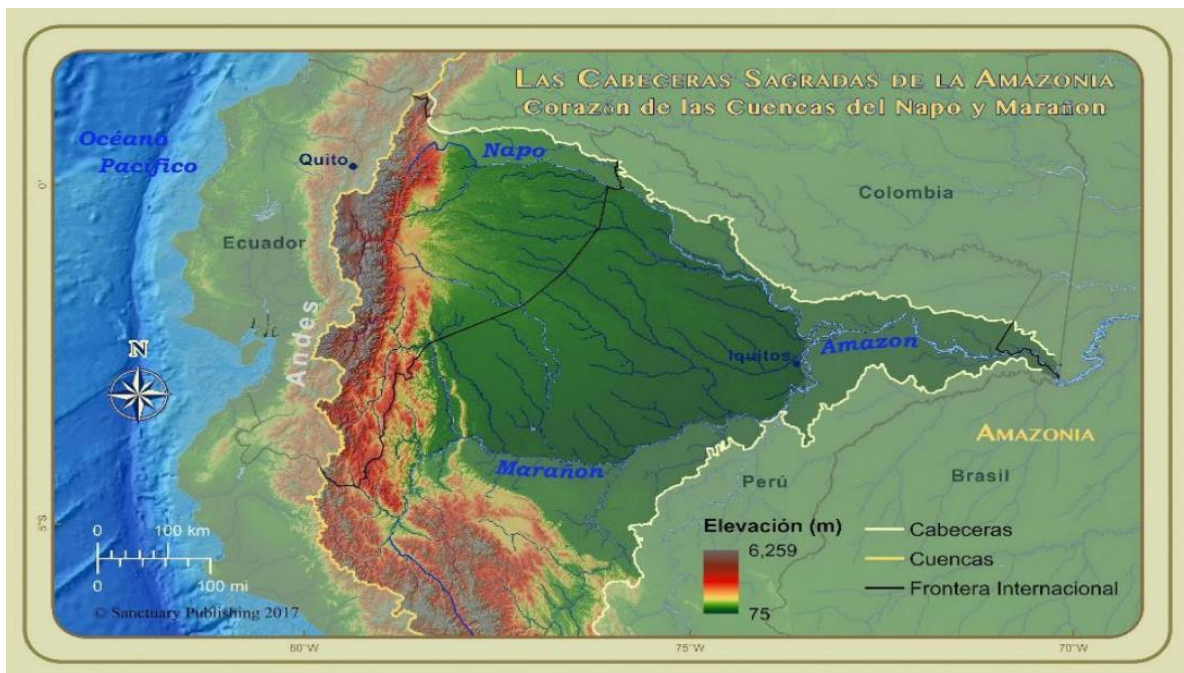 LAS CABECERAS SAGRADAS DE LA AMAZONIA
Corazón de las Cuencas del Napo y Marañon
Océano
Pacífico
Quito
Napo
Colombia
0°
Ecuador
Andes
N
Iquitos
Amazon
AMAZONIA
Marañon
Perú
Brasil
5°S
0 100 km
0 100 mi
Elevación (m)
6,259
75
Cabeceras
Cuencas
Frontera Internacional
© Sanctuary Publishing 2017
80°W
75°W
70°W